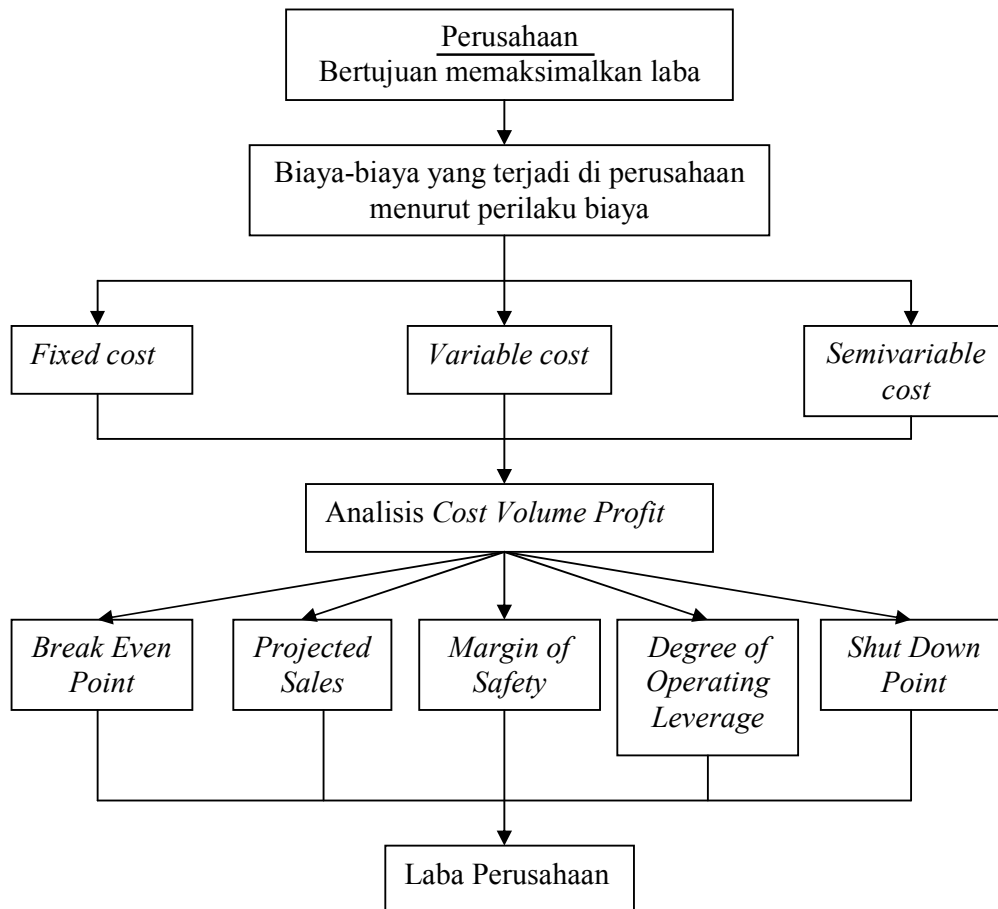 Perusahaan
Bertujuan memaksimalkan laba
Biaya-biaya yang terjadi di perusahaan
menurut perilaku biaya
Fixed cost
Variable cost
Semivariable
cost
Analisis Cost Volume Profit
Break Even
Point
Projected
Sales
Margin of
Safety
Degree of
Operating
Leverage
Shut Down
Point
Laba Perusahaan